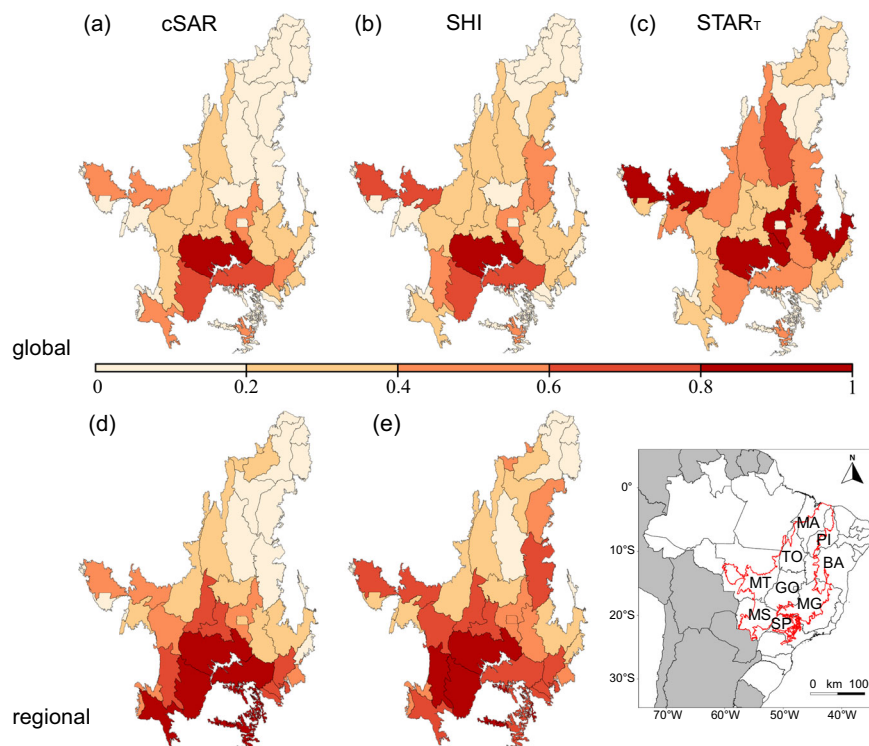 (a) cSAR (b) SHI (c) STAR_T
global
0 0.2 0.4 0.6 0.8 1
(d) (e)
regional
N
0°
10°S
20°S
30°S
MA
PI
TO
BA
MT
GO
MG
MS
SP
0 km 100
70°W 60°W 50°W 40°W